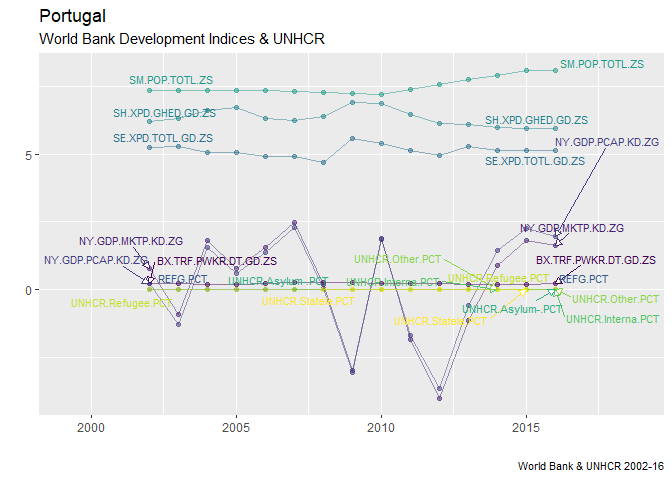 Portugal
World Bank Development Indices & UNHCR
SM.POP.TOTL.ZS
SM.POP.TOTL.ZS
SH.XPD.GHED.GD.ZS
SH.XPD.GHED.GD.ZS
SE.XPD.TOTL.GD.ZS
NY.GDP.PCAP.KD.ZG
5
SE.XPD.TOTL.GD.ZS
NY.GDP.MKTP.KD.ZG
NY.GDP.MKTP.KD.ZG
NY.GDP.PCAP.KD.ZG
BX.TRF.PWKR.DT.GD.ZS
UNHCR.Other.PCT
BX.TRF.PWKR.DT.GD.ZS
REFG.PCT
UNHCR.Asylum-.PCT
UNHCR.Interna.PCT
UNHCR.Refugee.PCT
REFG.PCT
0
UNHCR.Refugee.PCT
UNHCR.Statele.PCT
UNHCR.Other.PCT
UNHCR.Asylum-.PCT
UNHCR.Statele.PCT
UNHCR.Interna.PCT
2000
2005
2010
2015
World Bank & UNHCR 2002-16